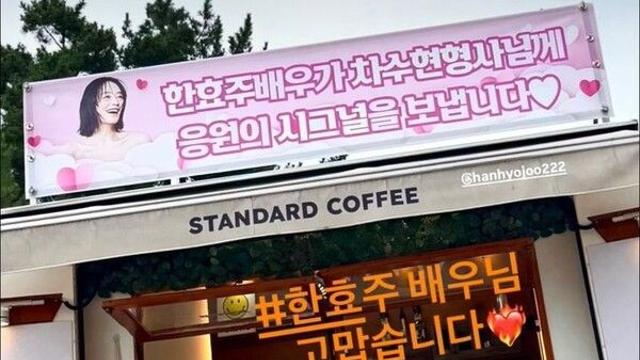 한효주배우가 차수현형사님께
응원의 시그널을 보냅니다♡
@hanhyojoo222
STANDARD COFFEE
#한효주 배우님
고맙습니다❤️‍🔥